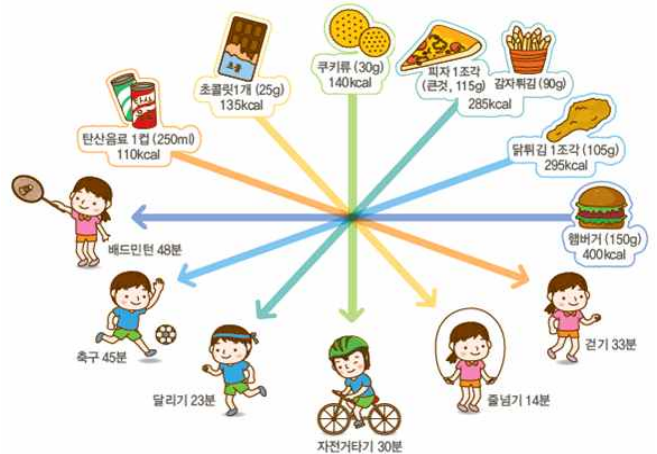 쿠키류 (30g)
140kcal
초콜릿1개 (25g)
135kcal
초콜
피자 1조각
(큰것, 115g)
감자튀김 (90g)
285kcal
탄산음료 1컵 (250ml)
110kcal
닭튀김 1조각 (105g)
295kcal
햄버거 (150g)
400kcal
배드민턴 48분
축구 45분
달리기 23분
자전거타기 30분
줄넘기 14분
걷기 33분